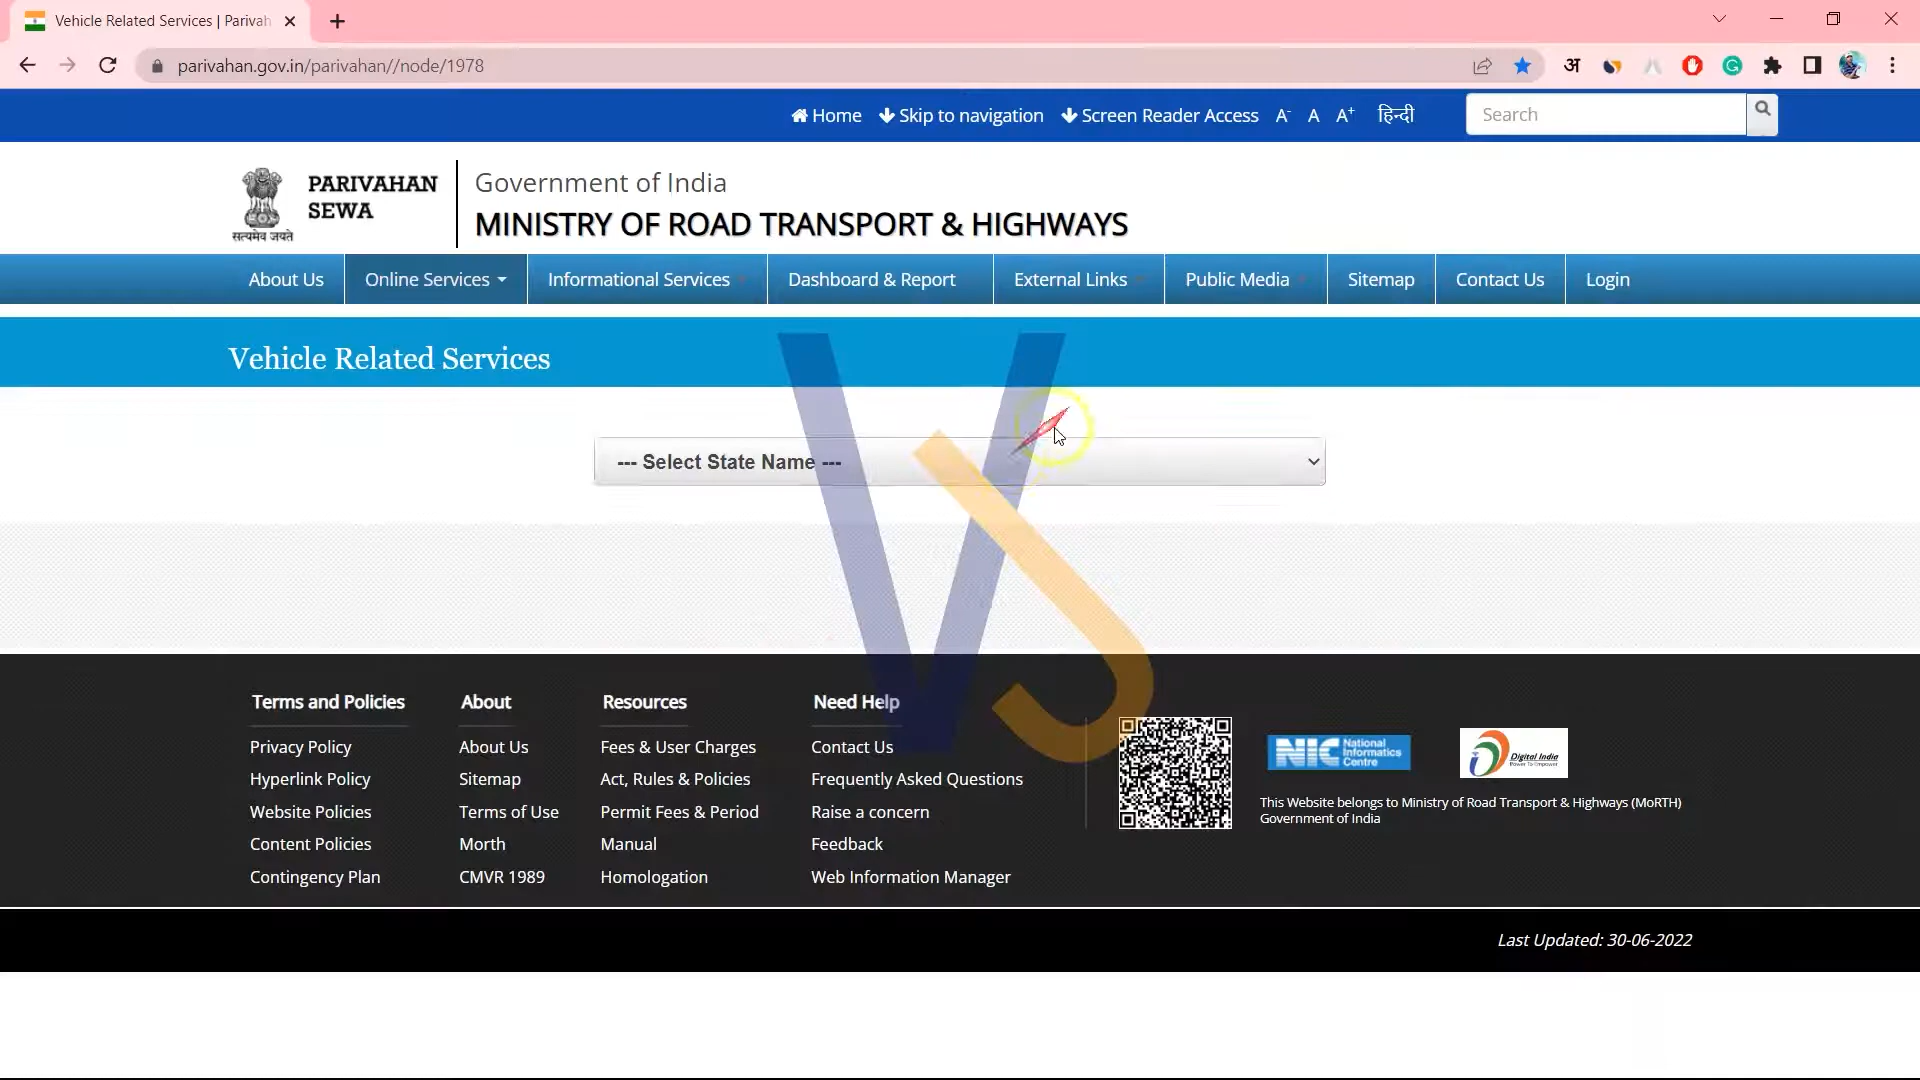 Vehicle Related Services | Parivah
parivahan.gov.in/parivahan//node/1978
अ
Home Skip to navigation Screen Reader Access A- A A+ हिन्दी Search
सत्यमेव जयते
PARIVAHAN
SEWA
Government of India
MINISTRY OF ROAD TRANSPORT & HIGHWAYS
About Us Online Services Informational Services Dashboard & Report External Links Public Media Sitemap Contact Us Login
Vehicle Related Services
--- Select State Name ---
VS
Terms and Policies
Privacy Policy
Hyperlink Policy
Website Policies
Content Policies
Contingency Plan
About
About Us
Sitemap
Terms of Use
Morth
CMVR 1989
Resources
Fees & User Charges
Act, Rules & Policies
Permit Fees & Period
Manual
Homologation
Need Help
Contact Us
Frequently Asked Questions
Raise a concern
Feedback
Web Information Manager
NIC National
Informatics
Centre
Digital India
Power To Empower
This Website belongs to Ministry of Road Transport & Highways (MoRTH)
Government of India
Last Updated: 30-06-2022